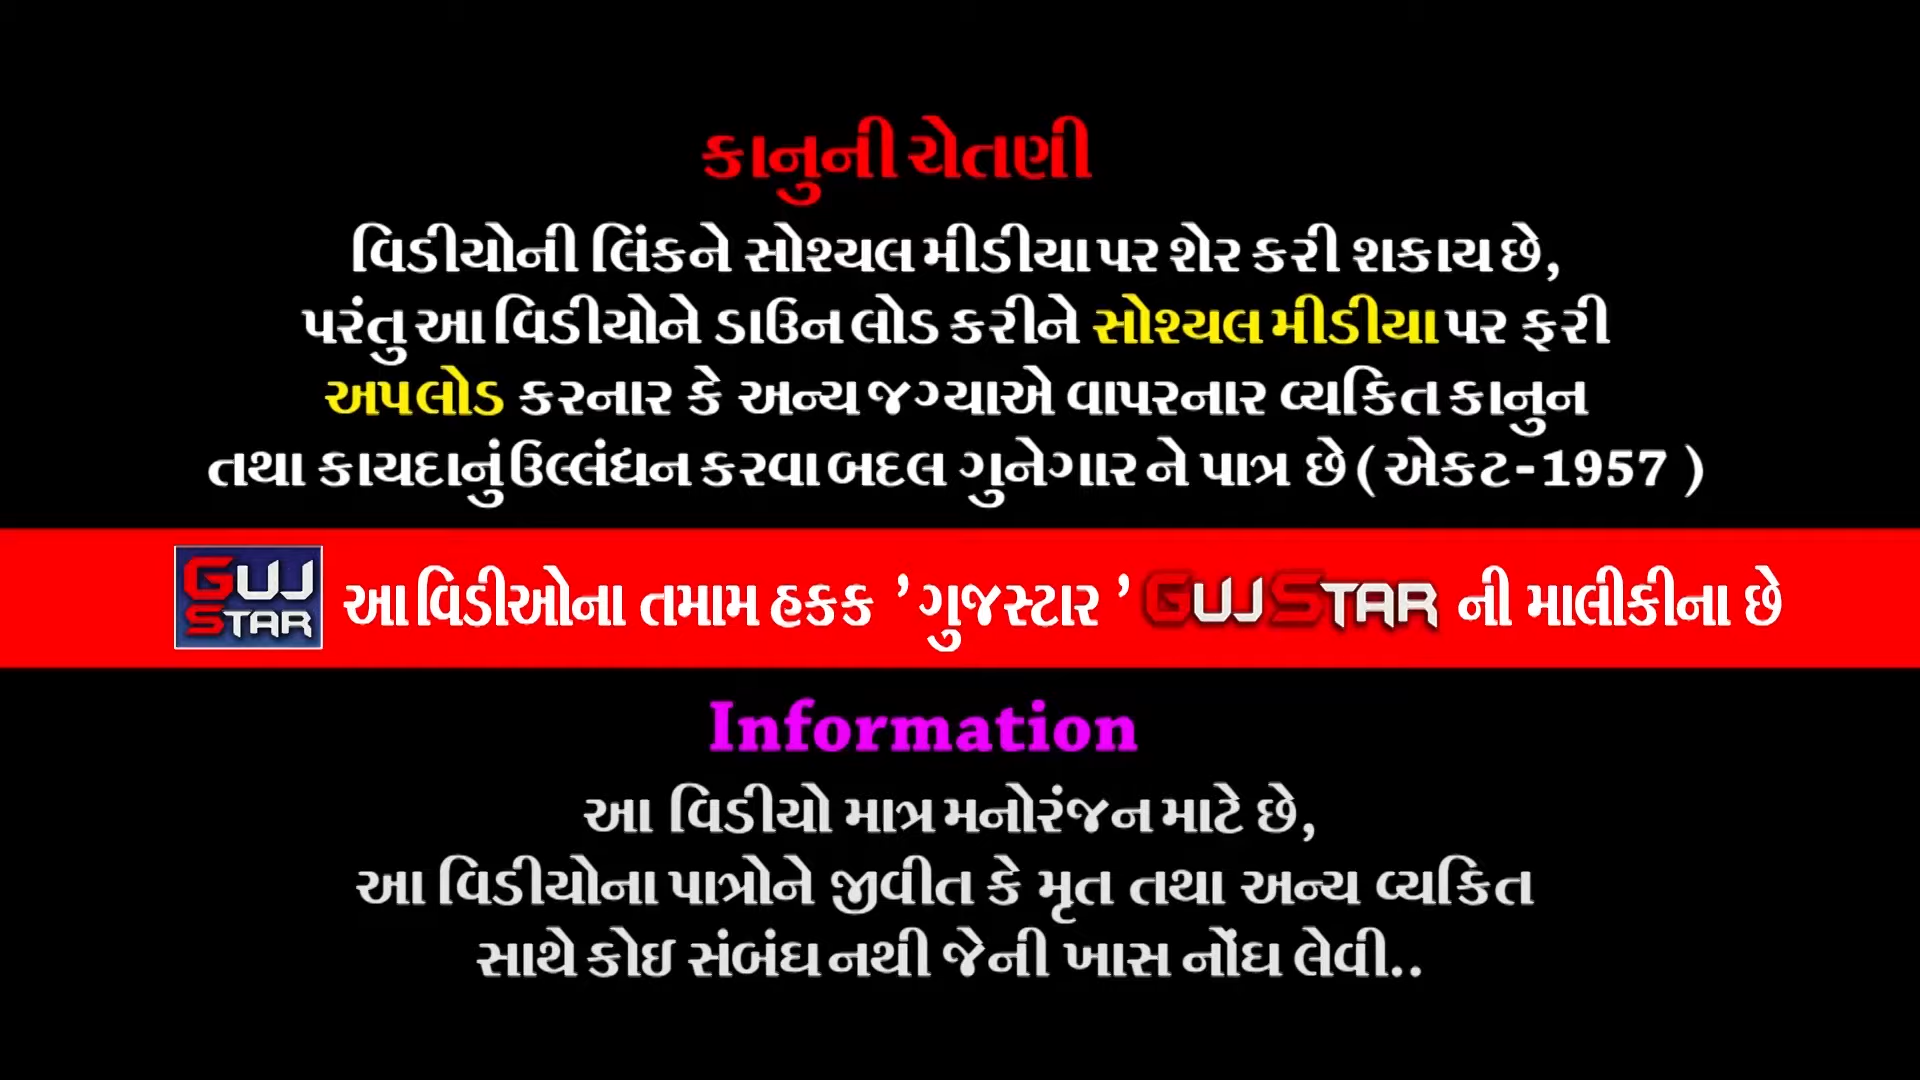 કાનુની ચેતણી
વિડીયોની લિંકને સોશ્યલ મીડીયા પર શેર કરી શકાય છે,
પરંતુ આ વિડીયોને ડાઉન લોડ કરીને સોશ્યલ મીડીયા પર ફરી
અપલોડ કરનાર કે અન્ય જગ્યાએ વાપરનાર વ્યકિત કાનુન
તથા કાયદાનું ઉલ્લંઘન કરવા બદલ ગુનેગાર ને પાત્ર છે ( એકટ-1957 )
GUJ STAR આ વિડીઓના તમામ હકક ’ ગુજસ્ટાર ’ GUJ STAR ની માલીકીના છે
Information
આ વિડીયો માત્ર મનોરંજન માટે છે,
આ વિડીયોના પાત્રોને જીવીત કે મૃત તથા અન્ય વ્યકિત
સાથે કોઇ સંબંઘ નથી જેની ખાસ નોંઘ લેવી..